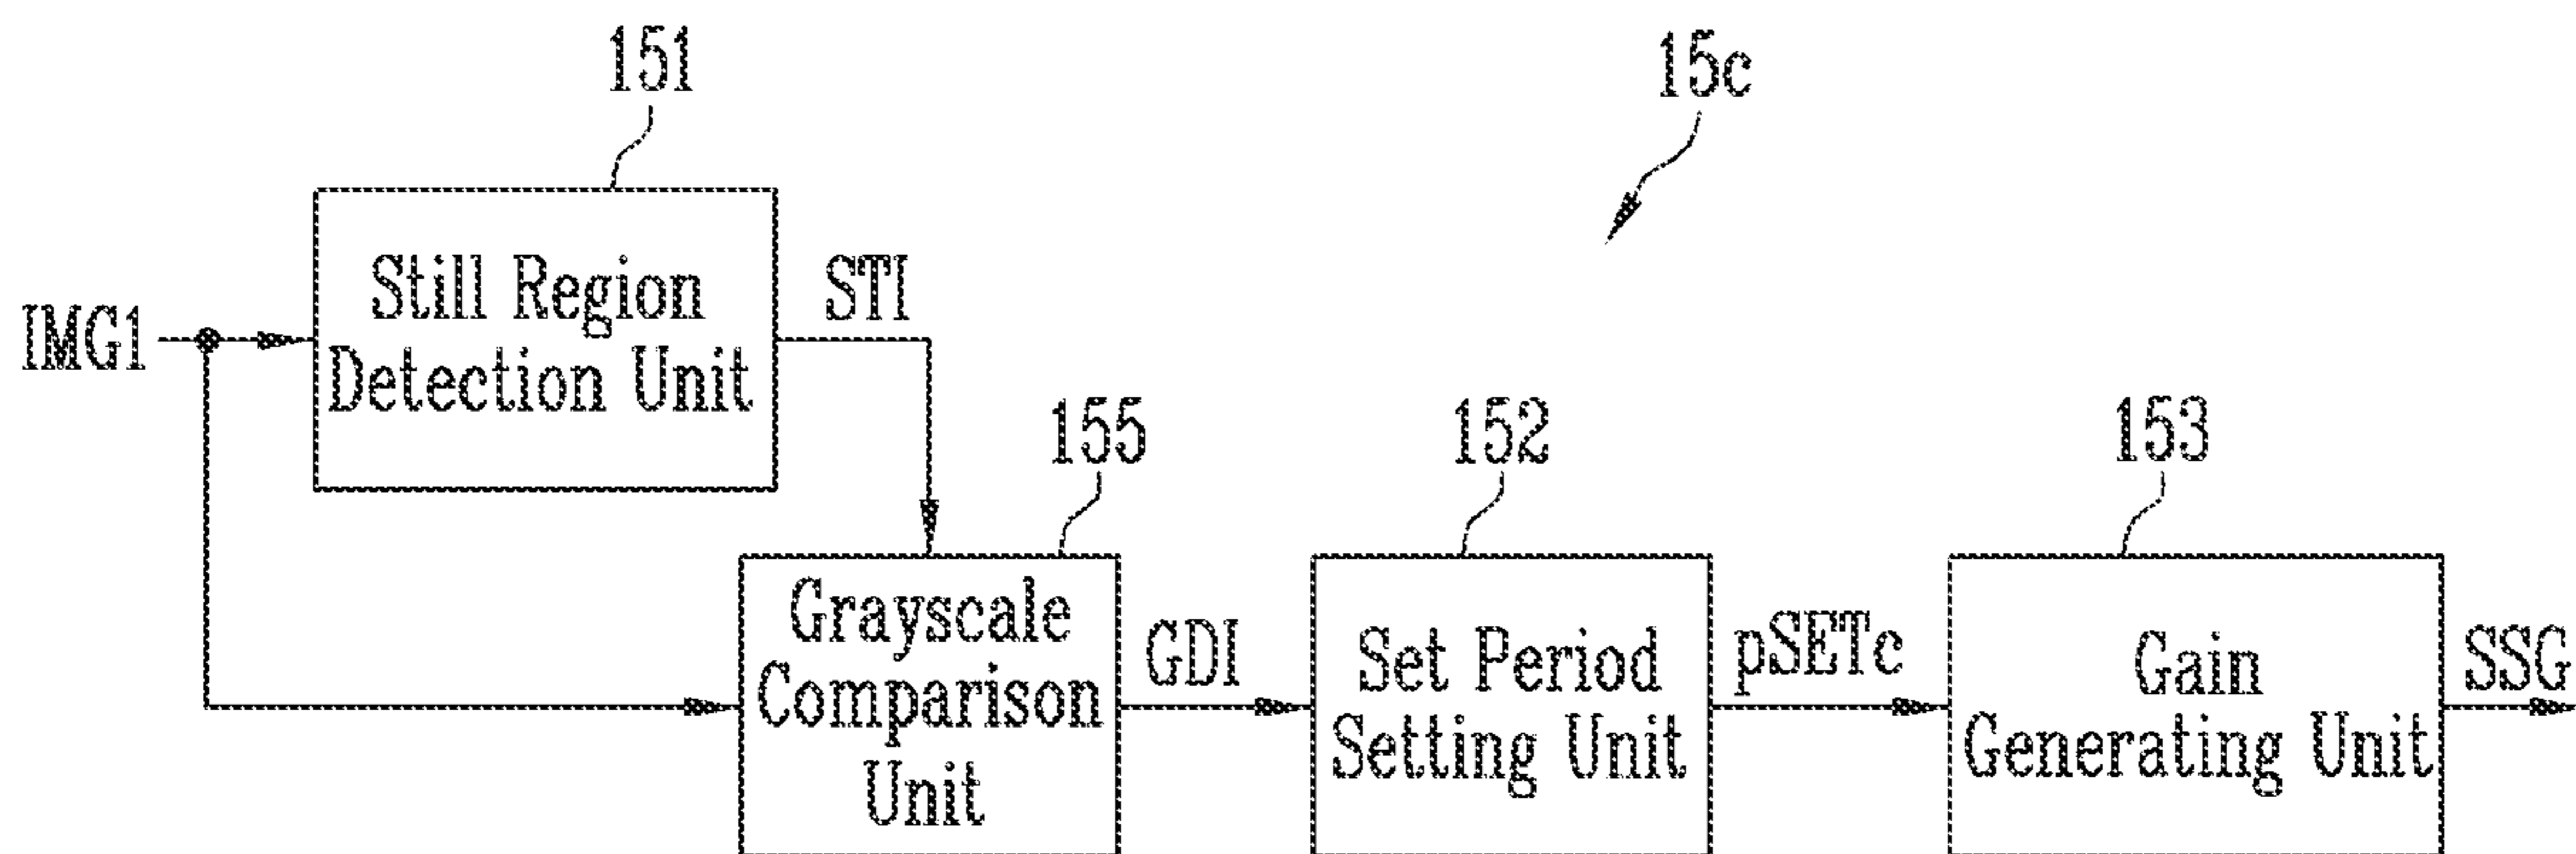 151
15c
IMG1
Still Region
Detection Unit
STI
155
152
153
Grayscale
Comparison
Unit
GDI
Set Period
Setting Unit
pSETc
Gain
Generating Unit
SSG